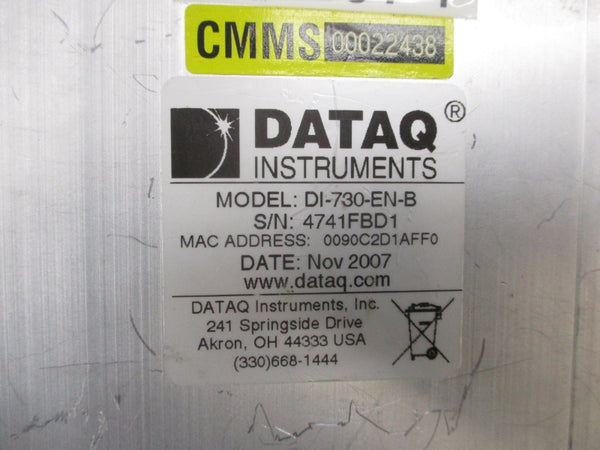 CMMS 00022438
DATAQ ®
INSTRUMENTS
MODEL: DI-730-EN-B
S/N: 4741FBD1
MAC ADDRESS: 0090C2D1AFF0
DATE: Nov 2007
www.dataq.com
DATAQ Instruments, Inc.
241 Springside Drive
Akron, OH 44333 USA
(330)668-1444